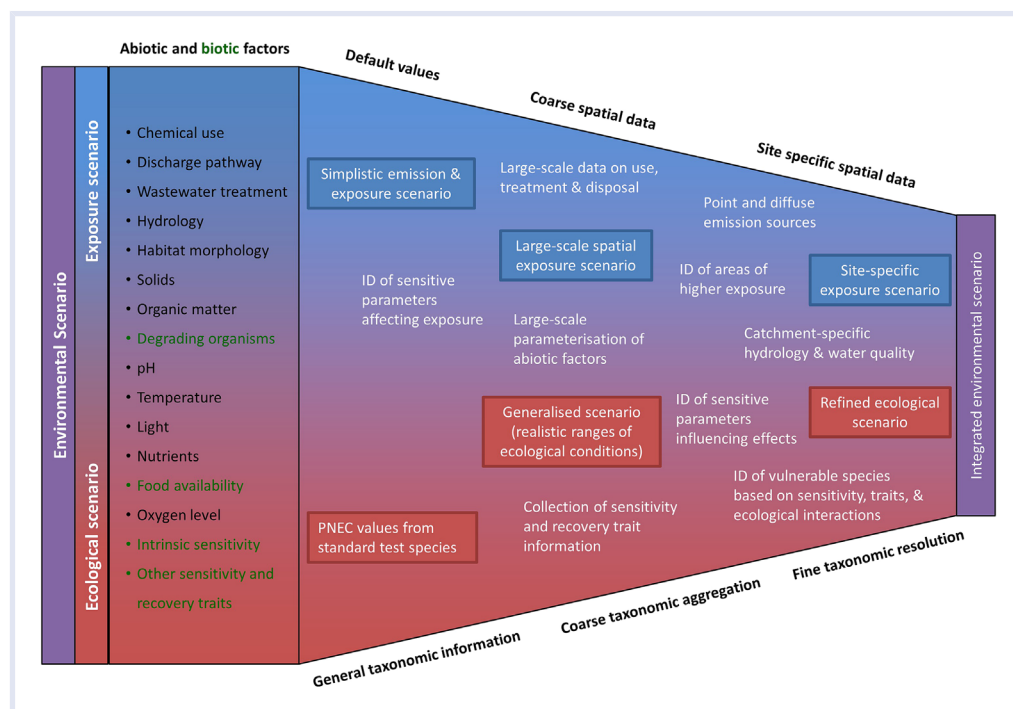 Abiotic and biotic factors
Environmental Scenario
Exposure scenario
Ecological scenario
• Chemical use
• Discharge pathway
• Wastewater treatment
• Hydrology
• Habitat morphology
• Solids
• Organic matter
• Degrading organisms
• pH
• Temperature
• Light
• Nutrients
• Food availability
• Oxygen level
• Intrinsic sensitivity
• Other sensitivity and
recovery traits
Default values
Coarse spatial data
Site specific spatial data
Simplistic emission &
exposure scenario
Large-scale data on use,
treatment & disposal
Point and diffuse
emission sources
Large-scale spatial
exposure scenario
ID of sensitive
parameters
affecting exposure
ID of areas of
higher exposure
Site-specific
exposure scenario
Large-scale
parameterisation of
abiotic factors
Catchment-specific
hydrology & water quality
Generalised scenario
(realistic ranges of
ecological conditions)
ID of sensitive
parameters
influencing effects
Refined ecological
scenario
PNEC values from
standard test species
Collection of sensitivity
and recovery trait
information
ID of vulnerable species
based on sensitivity, traits, &
ecological interactions
General taxonomic information
Coarse taxonomic aggregation
Fine taxonomic resolution
Integrated environmental scenario